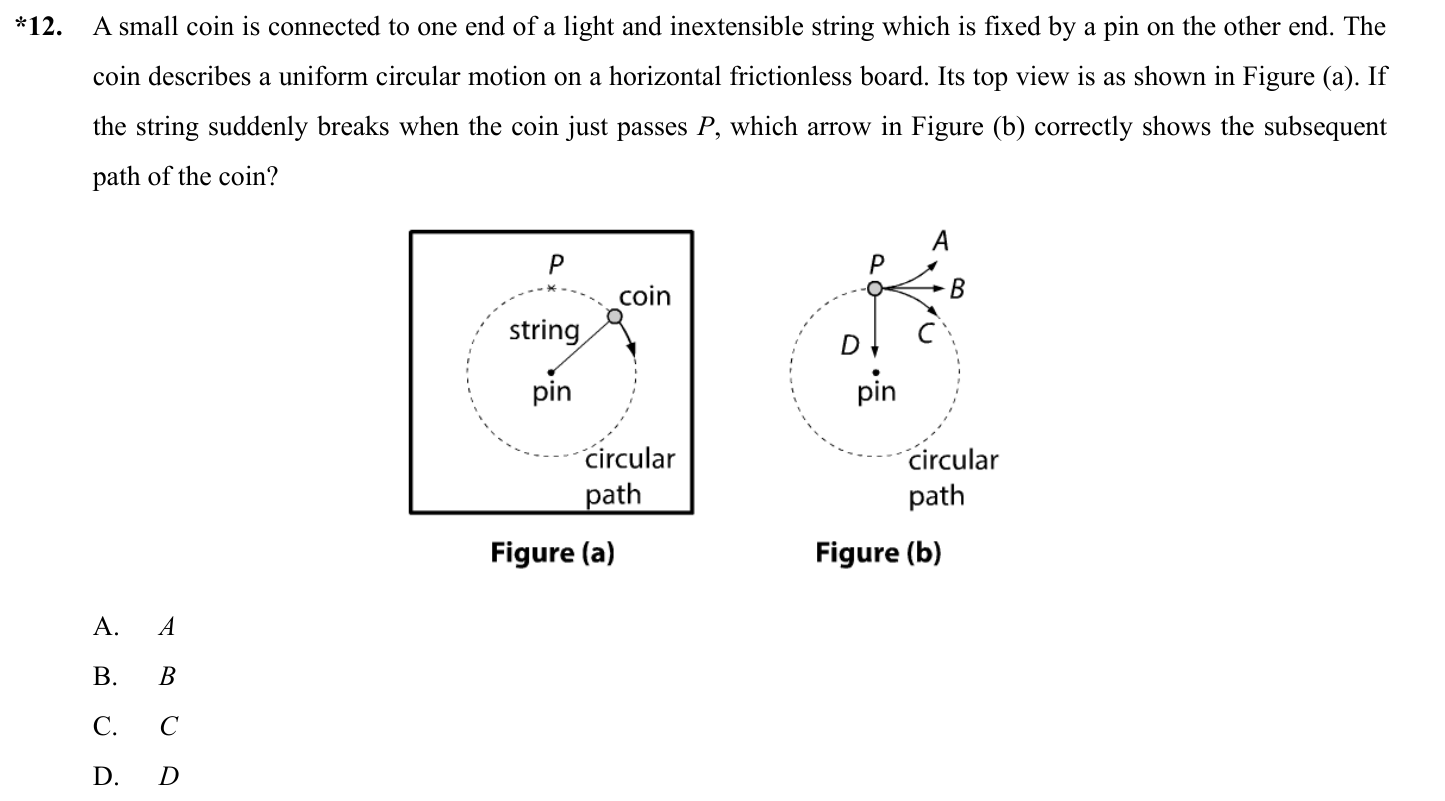 *12. A small coin is connected to one end of a light and inextensible string which is fixed by a pin on the other end. The
coin describes a uniform circular motion on a horizontal frictionless board. Its top view is as shown in Figure (a). If
the string suddenly breaks when the coin just passes P, which arrow in Figure (b) correctly shows the subsequent
path of the coin?
P
coin
string
pin
circular
path
Figure (a)
A
P
B
C
D
pin
circular
path
Figure (b)
A. A
B. B
C. C
D. D